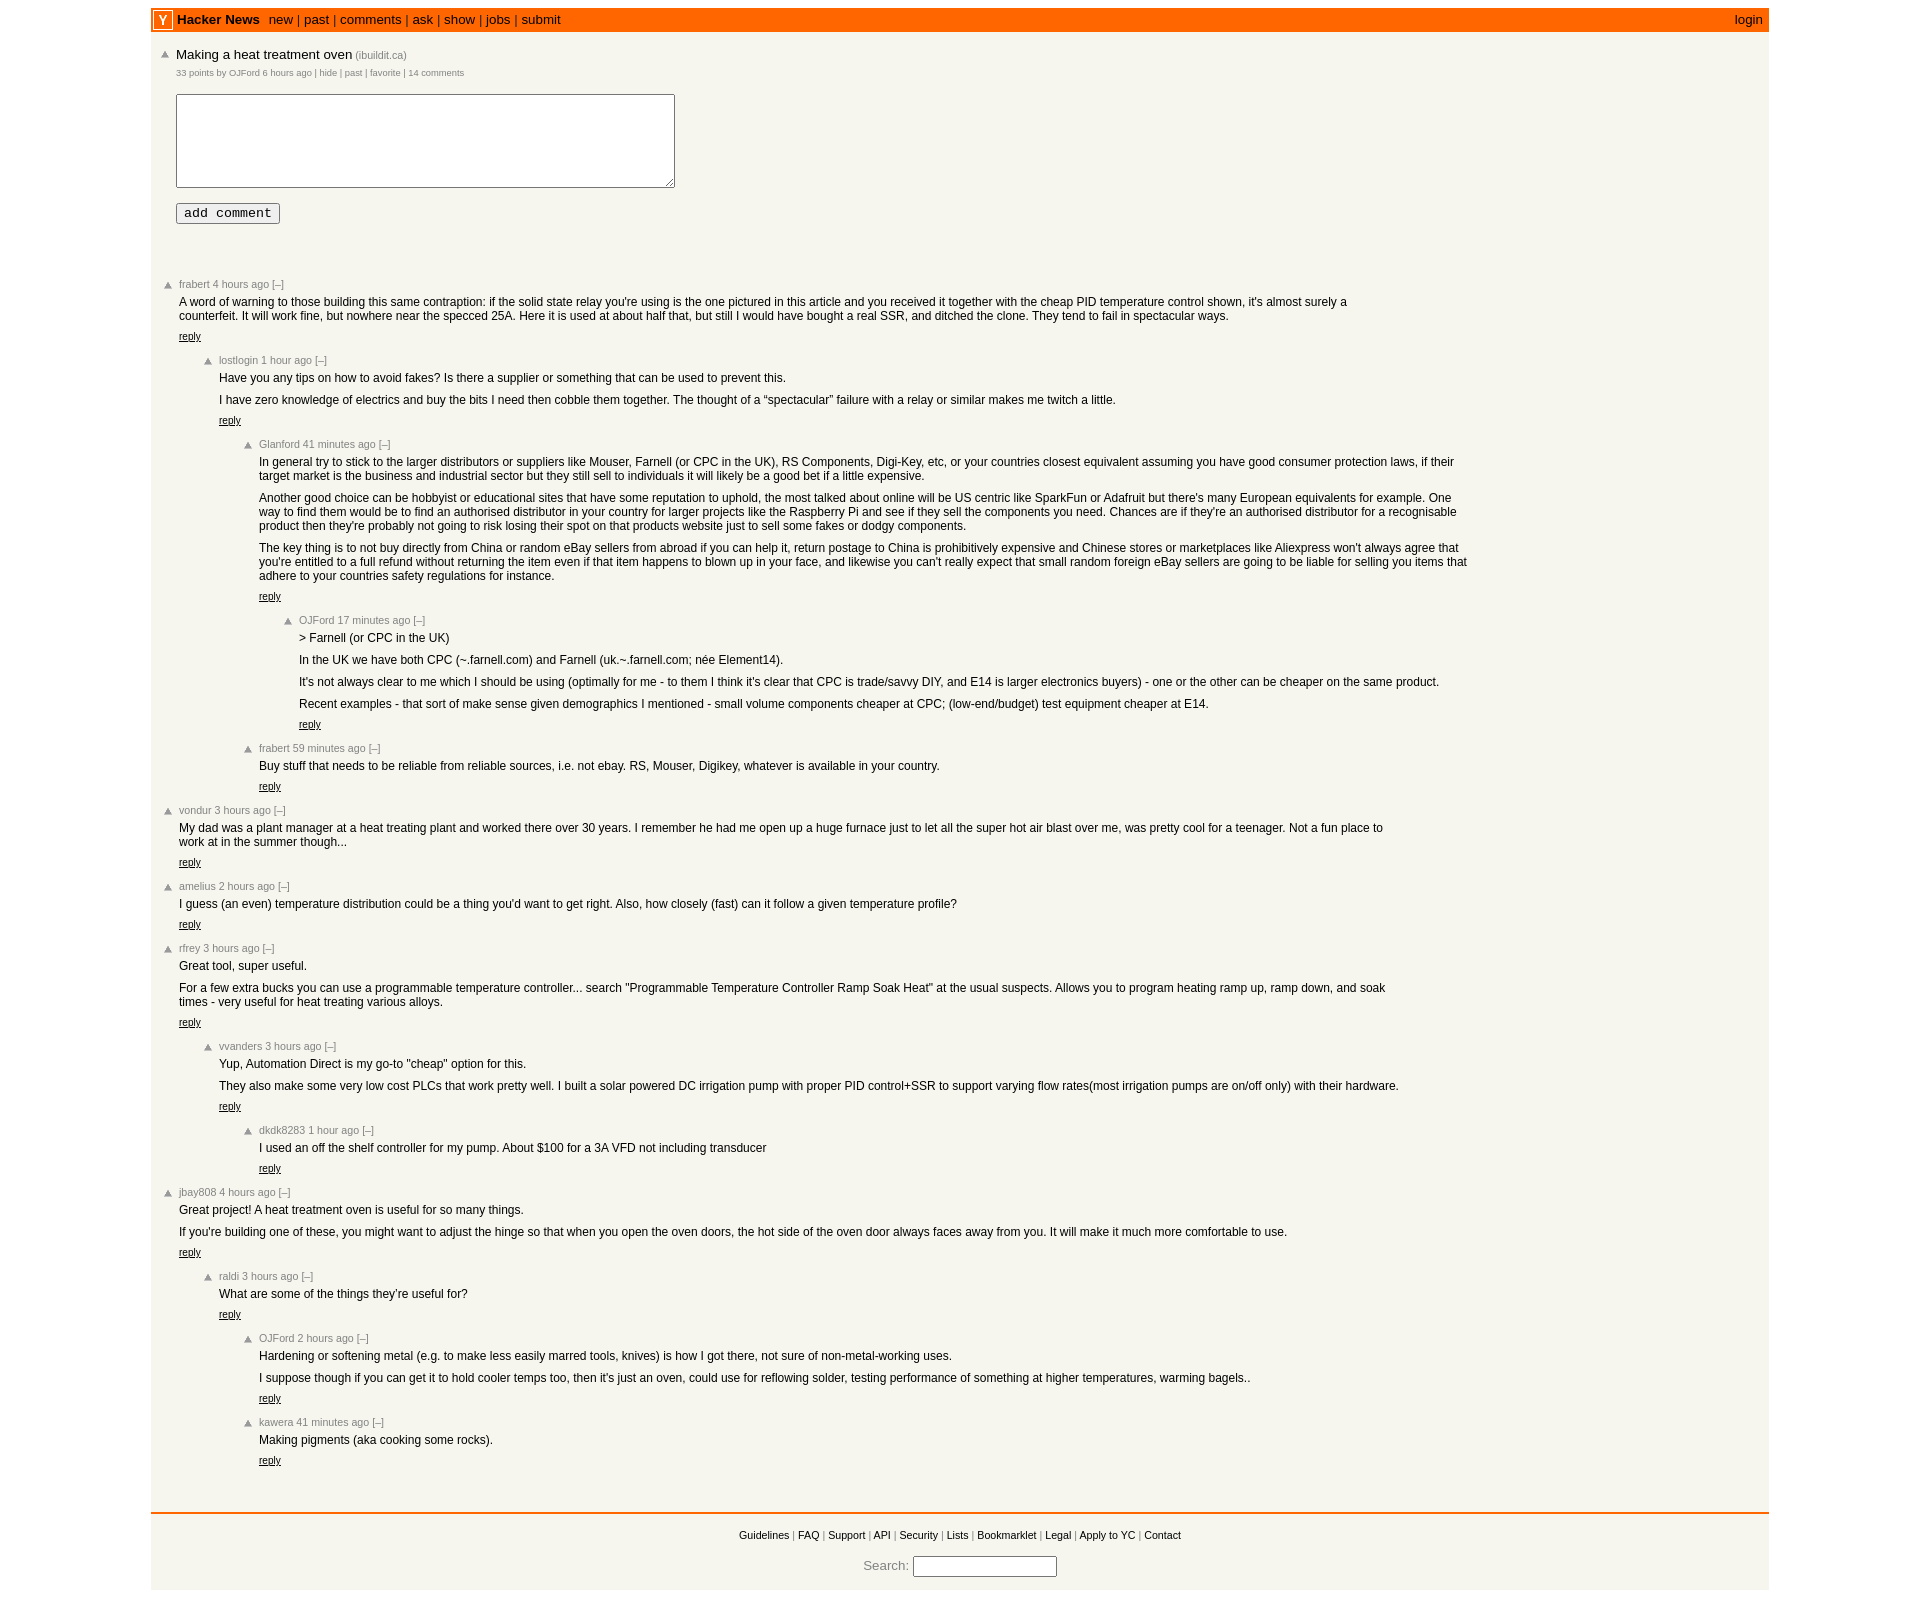 Y Hacker News new | past | comments | ask | show | jobs | submit login
Making a heat treatment oven (ibuildit.ca)
33 points by OJFord 6 hours ago | hide | past | favorite | 14 comments
add comment
frabert 4 hours ago [–]
A word of warning to those building this same contraption: if the solid state relay you're using is the one pictured in this article and you received it together with the cheap PID temperature control shown, it's almost surely a
counterfeit. It will work fine, but nowhere near the specced 25A. Here it is used at about half that, but still I would have bought a real SSR, and ditched the clone. They tend to fail in spectacular ways.
reply
lostlogin 1 hour ago [–]
Have you any tips on how to avoid fakes? Is there a supplier or something that can be used to prevent this.
I have zero knowledge of electrics and buy the bits I need then cobble them together. The thought of a “spectacular” failure with a relay or similar makes me twitch a little.
reply
Glanford 41 minutes ago [–]
In general try to stick to the larger distributors or suppliers like Mouser, Farnell (or CPC in the UK), RS Components, Digi-Key, etc, or your countries closest equivalent assuming you have good consumer protection laws, if their
target market is the business and industrial sector but they still sell to individuals it will likely be a good bet if a little expensive.
Another good choice can be hobbyist or educational sites that have some reputation to uphold, the most talked about online will be US centric like SparkFun or Adafruit but there's many European equivalents for example. One
way to find them would be to find an authorised distributor in your country for larger projects like the Raspberry Pi and see if they sell the components you need. Chances are if they're an authorised distributor for a recognisable
product then they're probably not going to risk losing their spot on that products website just to sell some fakes or dodgy components.
The key thing is to not buy directly from China or random eBay sellers from abroad if you can help it, return postage to China is prohibitively expensive and Chinese stores or marketplaces like Aliexpress won't always agree that
you're entitled to a full refund without returning the item even if that item happens to blown up in your face, and likewise you can't really expect that small random foreign eBay sellers are going to be liable for selling you items that
adhere to your countries safety regulations for instance.
reply
OJFord 17 minutes ago [–]
> Farnell (or CPC in the UK)
In the UK we have both CPC (~.farnell.com) and Farnell (uk.~.farnell.com; née Element14).
It's not always clear to me which I should be using (optimally for me - to them I think it's clear that CPC is trade/savvy DIY, and E14 is larger electronics buyers) - one or the other can be cheaper on the same product.
Recent examples - that sort of make sense given demographics I mentioned - small volume components cheaper at CPC; (low-end/budget) test equipment cheaper at E14.
reply
frabert 59 minutes ago [–]
Buy stuff that needs to be reliable from reliable sources, i.e. not ebay. RS, Mouser, Digikey, whatever is available in your country.
reply
vondur 3 hours ago [–]
My dad was a plant manager at a heat treating plant and worked there over 30 years. I remember he had me open up a huge furnace just to let all the super hot air blast over me, was pretty cool for a teenager. Not a fun place to
work at in the summer though...
reply
amelius 2 hours ago [–]
I guess (an even) temperature distribution could be a thing you'd want to get right. Also, how closely (fast) can it follow a given temperature profile?
reply
rfrey 3 hours ago [–]
Great tool, super useful.
For a few extra bucks you can use a programmable temperature controller... search "Programmable Temperature Controller Ramp Soak Heat" at the usual suspects. Allows you to program heating ramp up, ramp down, and soak
times - very useful for heat treating various alloys.
reply
vvanders 3 hours ago [–]
Yup, Automation Direct is my go-to "cheap" option for this.
They also make some very low cost PLCs that work pretty well. I built a solar powered DC irrigation pump with proper PID control+SSR to support varying flow rates(most irrigation pumps are on/off only) with their hardware.
reply
dkdk8283 1 hour ago [–]
I used an off the shelf controller for my pump. About $100 for a 3A VFD not including transducer
reply
jbay808 4 hours ago [–]
Great project! A heat treatment oven is useful for so many things.
If you're building one of these, you might want to adjust the hinge so that when you open the oven doors, the hot side of the oven door always faces away from you. It will make it much more comfortable to use.
reply
raldi 3 hours ago [–]
What are some of the things they’re useful for?
reply
OJFord 2 hours ago [–]
Hardening or softening metal (e.g. to make less easily marred tools, knives) is how I got there, not sure of non-metal-working uses.
I suppose though if you can get it to hold cooler temps too, then it's just an oven, could use for reflowing solder, testing performance of something at higher temperatures, warming bagels..
reply
kawera 41 minutes ago [–]
Making pigments (aka cooking some rocks).
reply
Guidelines | FAQ | Support | API | Security | Lists | Bookmarklet | Legal | Apply to YC | Contact
Search: